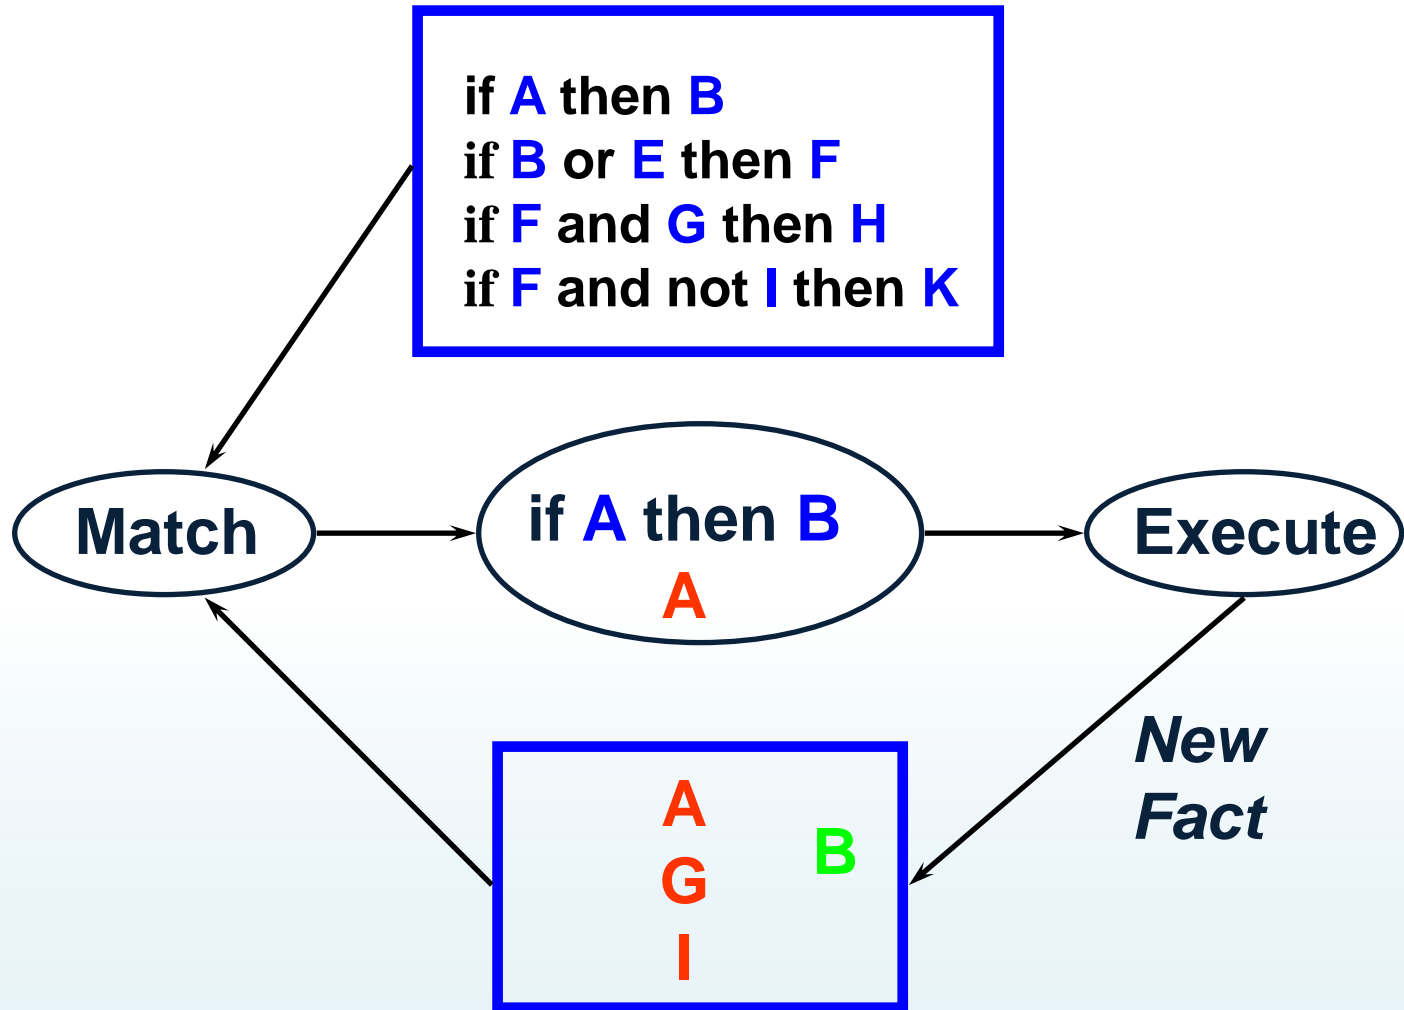 if A then B
if B or E then F
if F and G then H
if F and not I then K
Match
if A then B
A
Execute
New
Fact
A
B
G
I